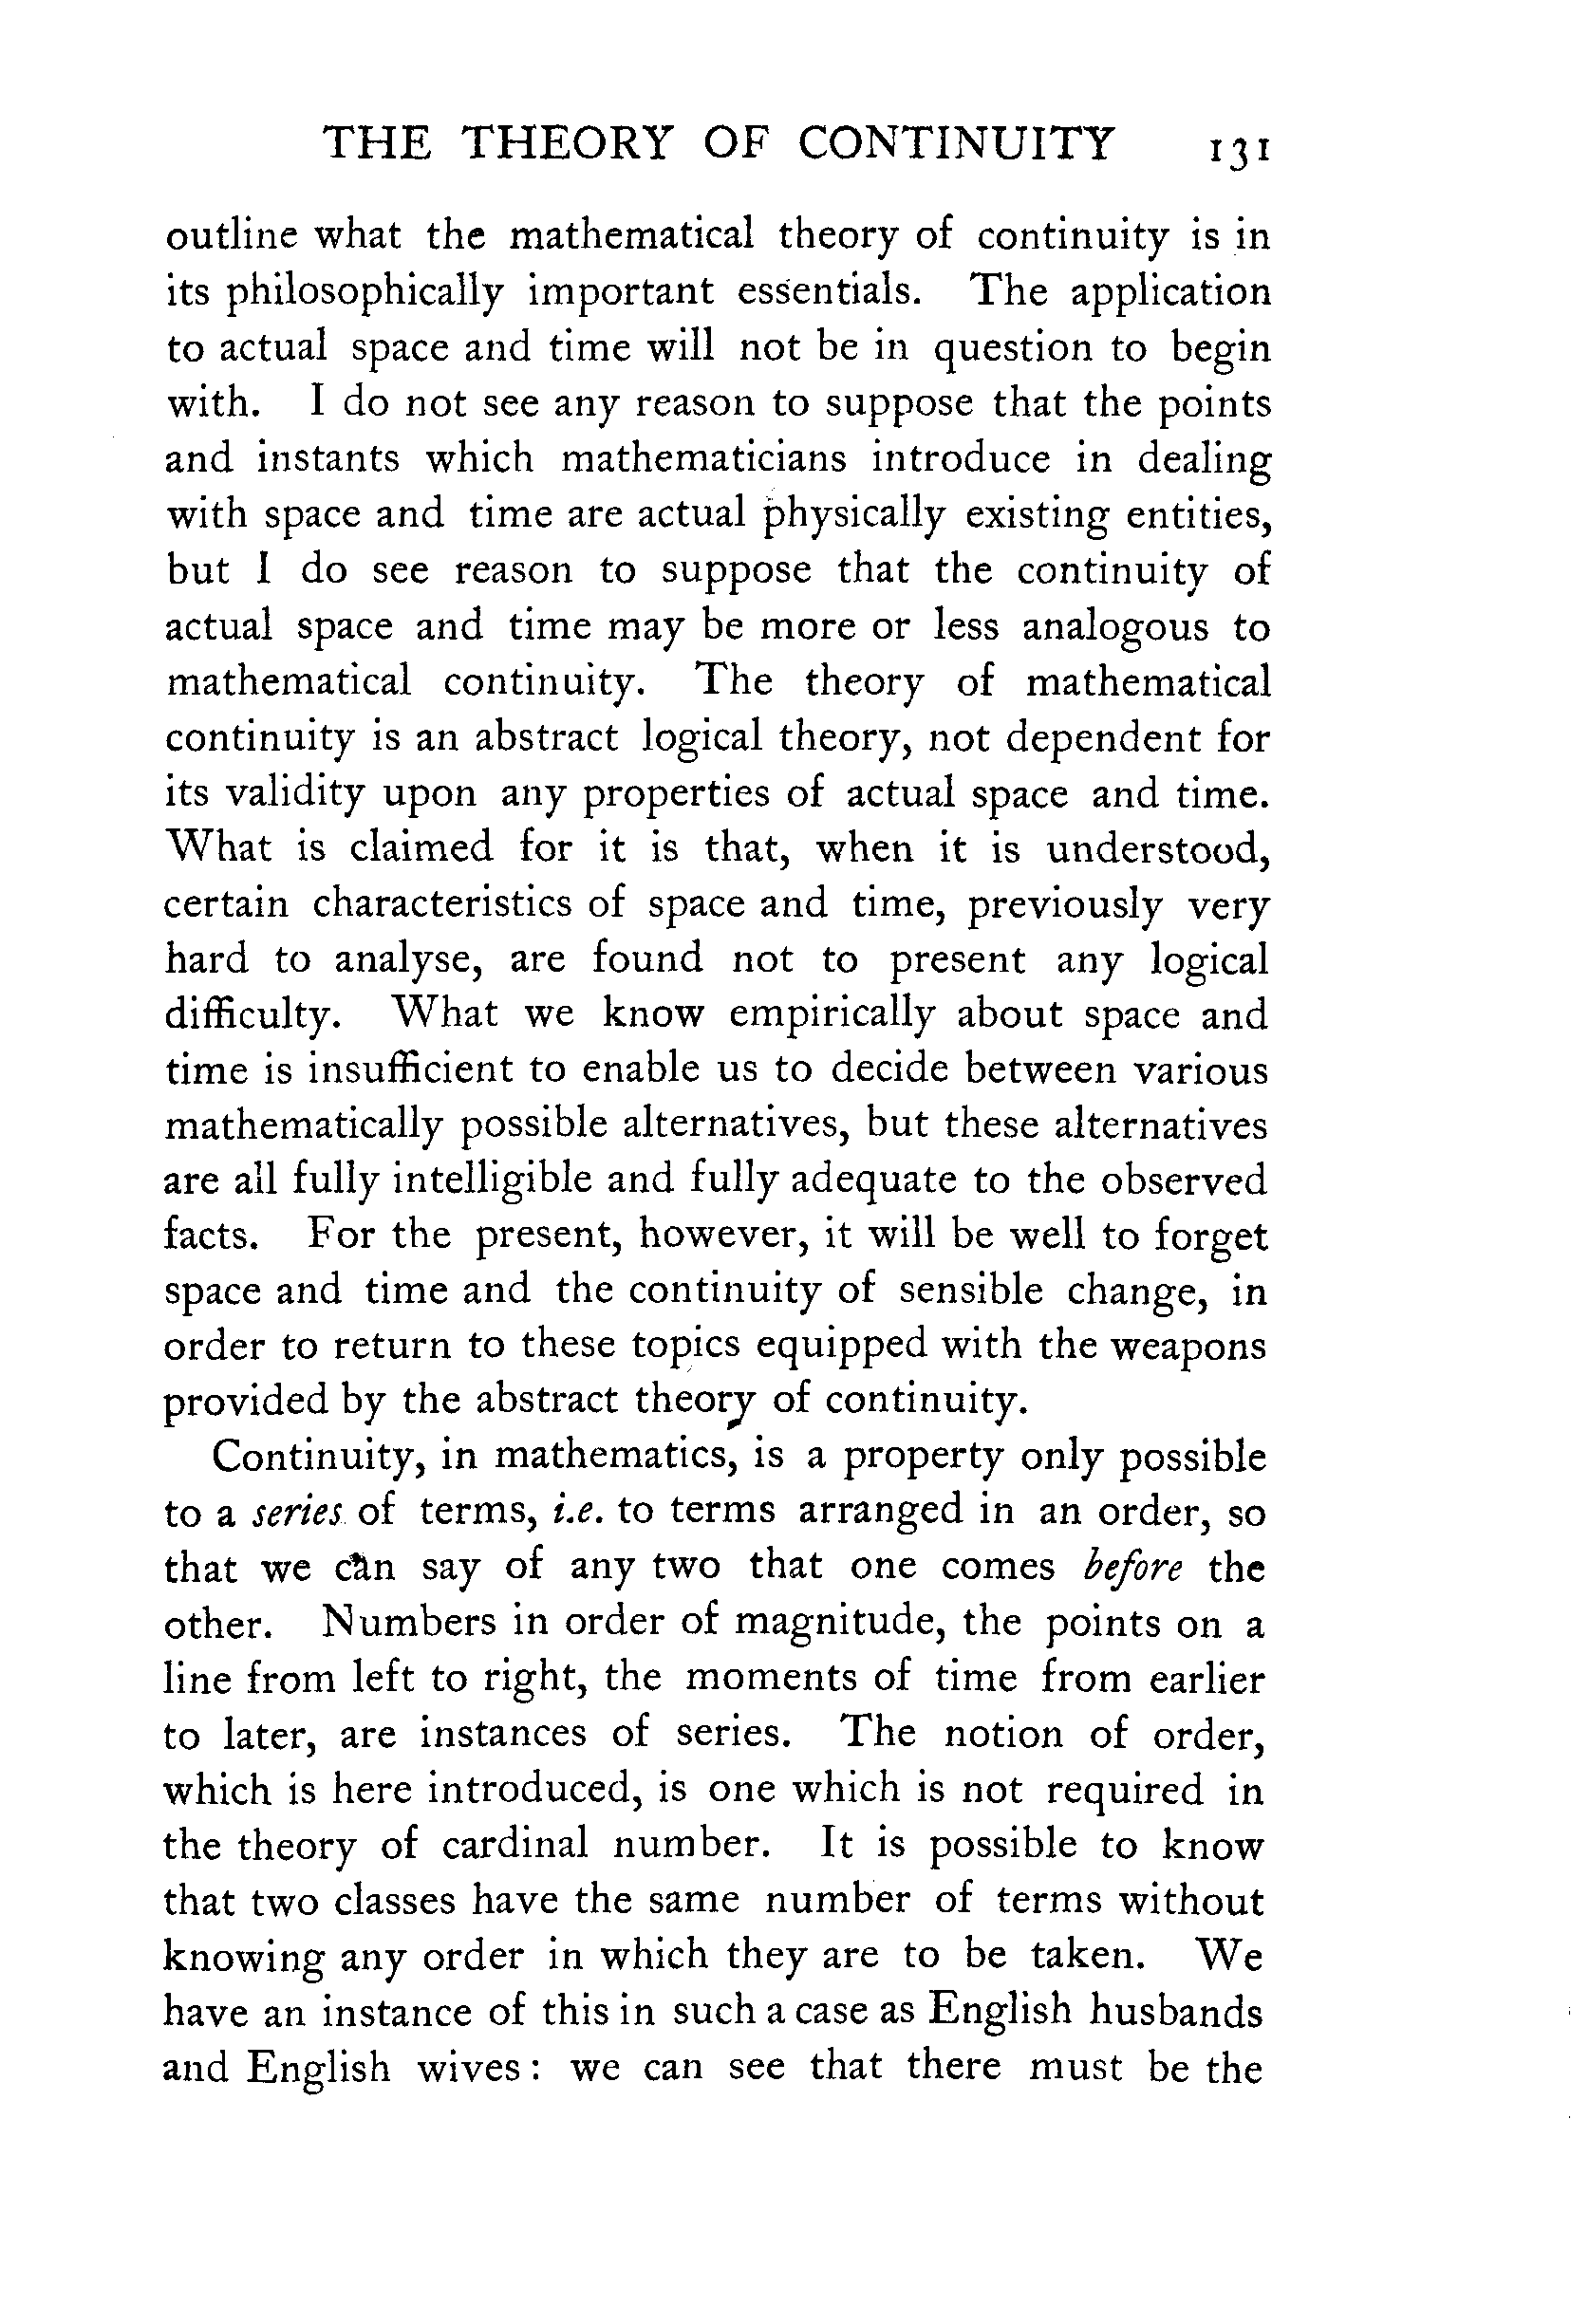 THE THEORY OF CONTINUITY 131
outline what the mathematical theory of continuity is in
its philosophically important essentials. The application
to actual space and time will not be in question to begin
with. I do not see any reason to suppose that the points
and instants which mathematicians introduce in dealing
with space and time are actual physically existing entities,
but I do see reason to suppose that the continuity of
actual space and time may be more or less analogous to
mathematical continuity. The theory of mathematical
continuity is an abstract logical theory, not dependent for
its validity upon any properties of actual space and time.
What is claimed for it is that, when it is understood,
certain characteristics of space and time, previously very
hard to analyse, are found not to present any logical
difficulty. What we know empirically about space and
time is insufficient to enable us to decide between various
mathematically possible alternatives, but these alternatives
are all fully intelligible and fully adequate to the observed
facts. For the present, however, it will be well to forget
space and time and the continuity of sensible change, in
order to return to these topics equipped with the weapons
provided by the abstract theory of continuity.
Continuity, in mathematics, is a property only possible
to a series of terms, i.e. to terms arranged in an order, so
that we can say of any two that one comes before the
other. Numbers in order of magnitude, the points on a
line from left to right, the moments of time from earlier
to later, are instances of series. The notion of order,
which is here introduced, is one which is not required in
the theory of cardinal number. It is possible to know
that two classes have the same number of terms without
knowing any order in which they are to be taken. We
have an instance of this in such a case as English husbands
and English wives: we can see that there must be the